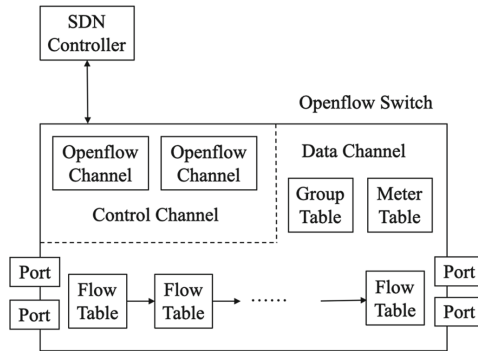 SDN
Controller
Openflow Switch
Openflow
Channel
Openflow
Channel
Control Channel
Data Channel
Group
Table
Meter
Table
Port
Port
Flow
Table
Flow
Table
......
Flow
Table
Port
Port